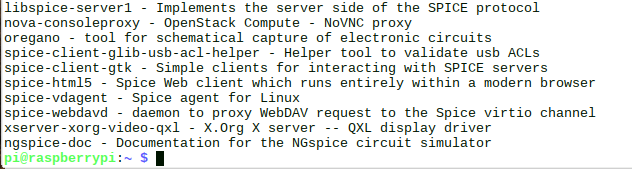 libspice-server1 - Implements the server side of the SPICE protocol
nova-consoleproxy - OpenStack Compute - NoVNC proxy
oregano - tool for schematical capture of electronic circuits
spice-client-glib-usb-acl-helper - Helper tool to validate usb ACLs
spice-client-gtk - Simple clients for interacting with SPICE servers
spice-html5 - Spice Web client which runs entirely within a modern browser
spice-vdagent - Spice agent for Linux
spice-webdavd - daemon to proxy WebDAV request to the Spice virtio channel
xserver-xorg-video-qxl - X.Org X server -- QXL display driver
ngspice-doc - Documentation for the NGspice circuit simulator
pi@raspberrypi:~ $